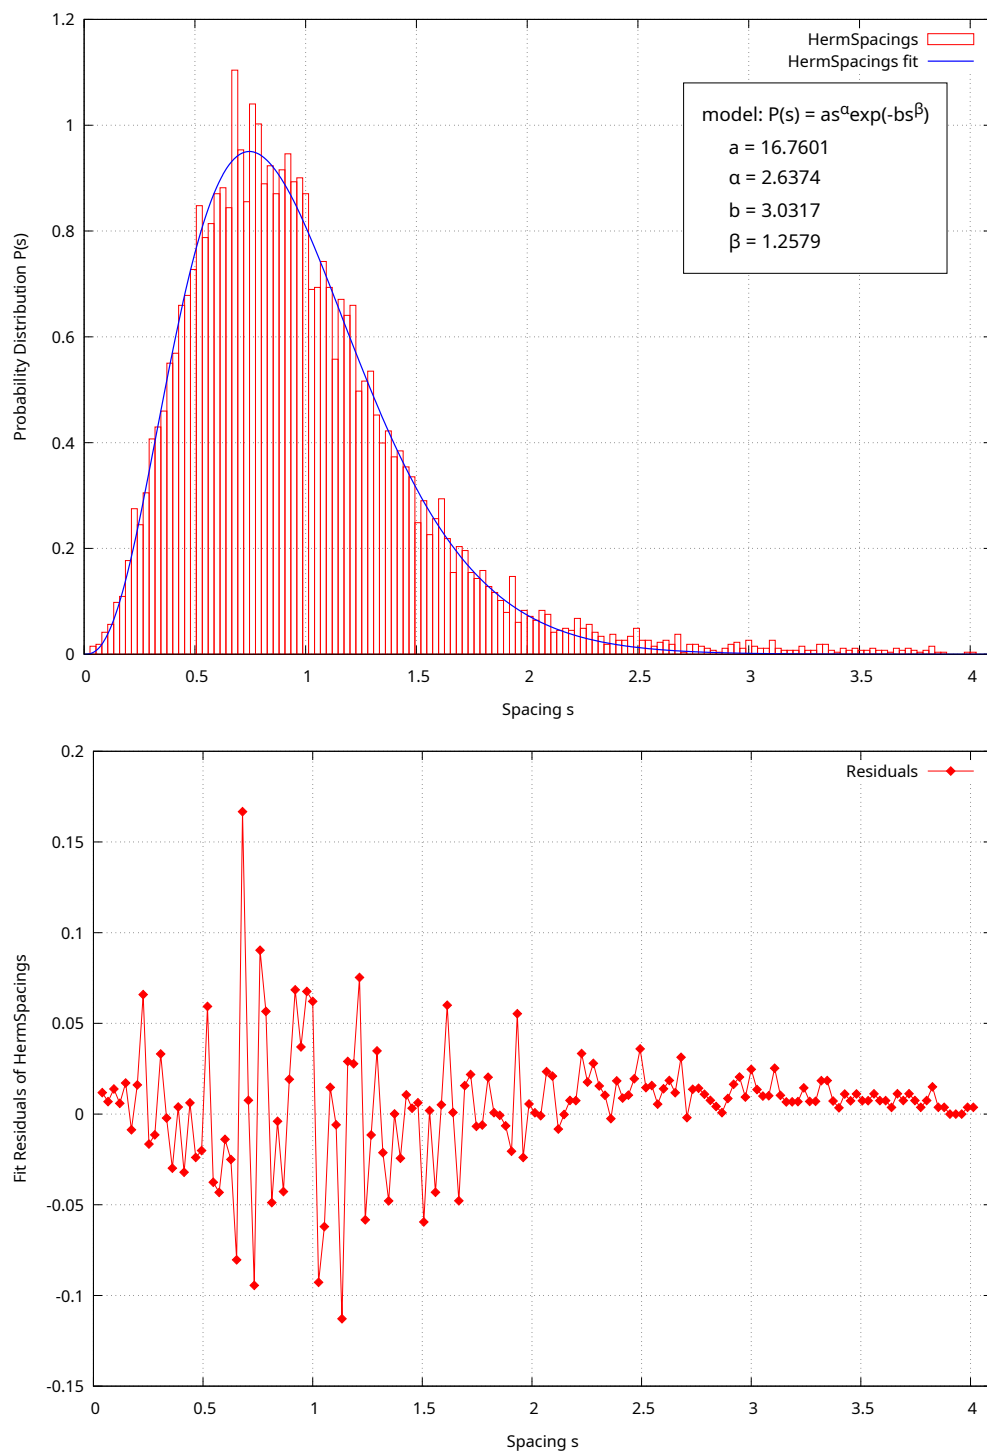 1.2
1
0.8
0.6
0.4
0.2
0
Probability Distribution P(s)
HermSpacings
HermSpacings fit
model: P(s) = as^αexp(-bs^β)
a = 16.7601
α = 2.6374
b = 3.0317
β = 1.2579
0 0.5 1 1.5 2 2.5 3 3.5 4
Spacing s
0.2
0.15
0.1
0.05
0
-0.05
-0.1
-0.15
Fit Residuals of HermSpacings
Residuals
0 0.5 1 1.5 2 2.5 3 3.5 4
Spacing s